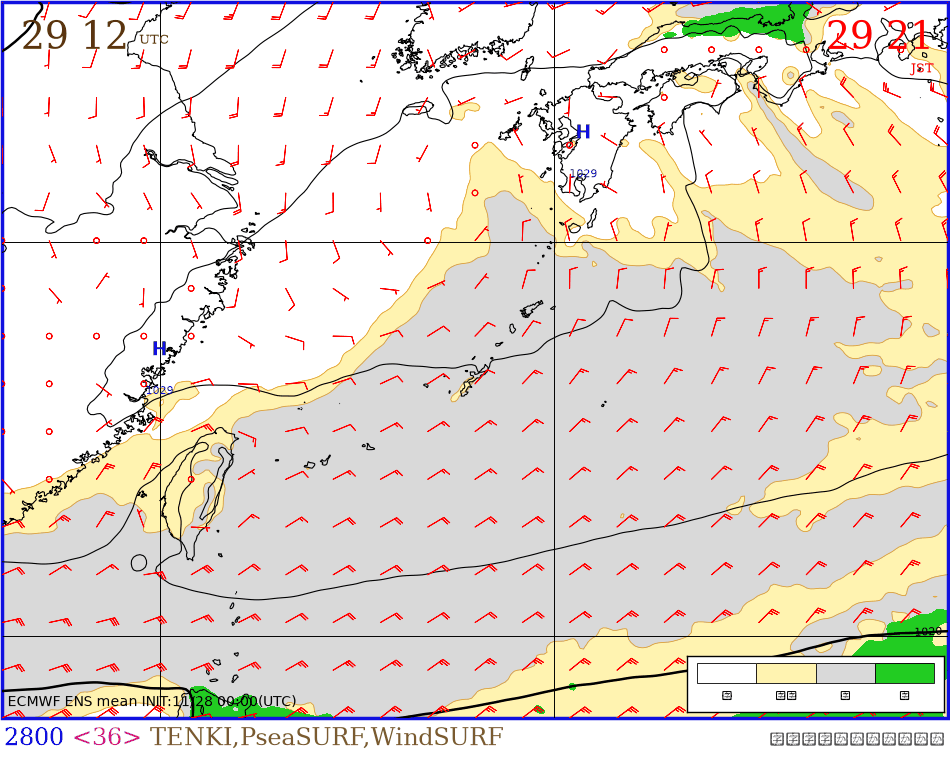 29 12 UTC
29 21
JST
H
1029
H
1029
1020
ECMWF ENS mean INIT:11/28 00:00(UTC)
2800 <36> TENKI,PseaSURF,WindSURF